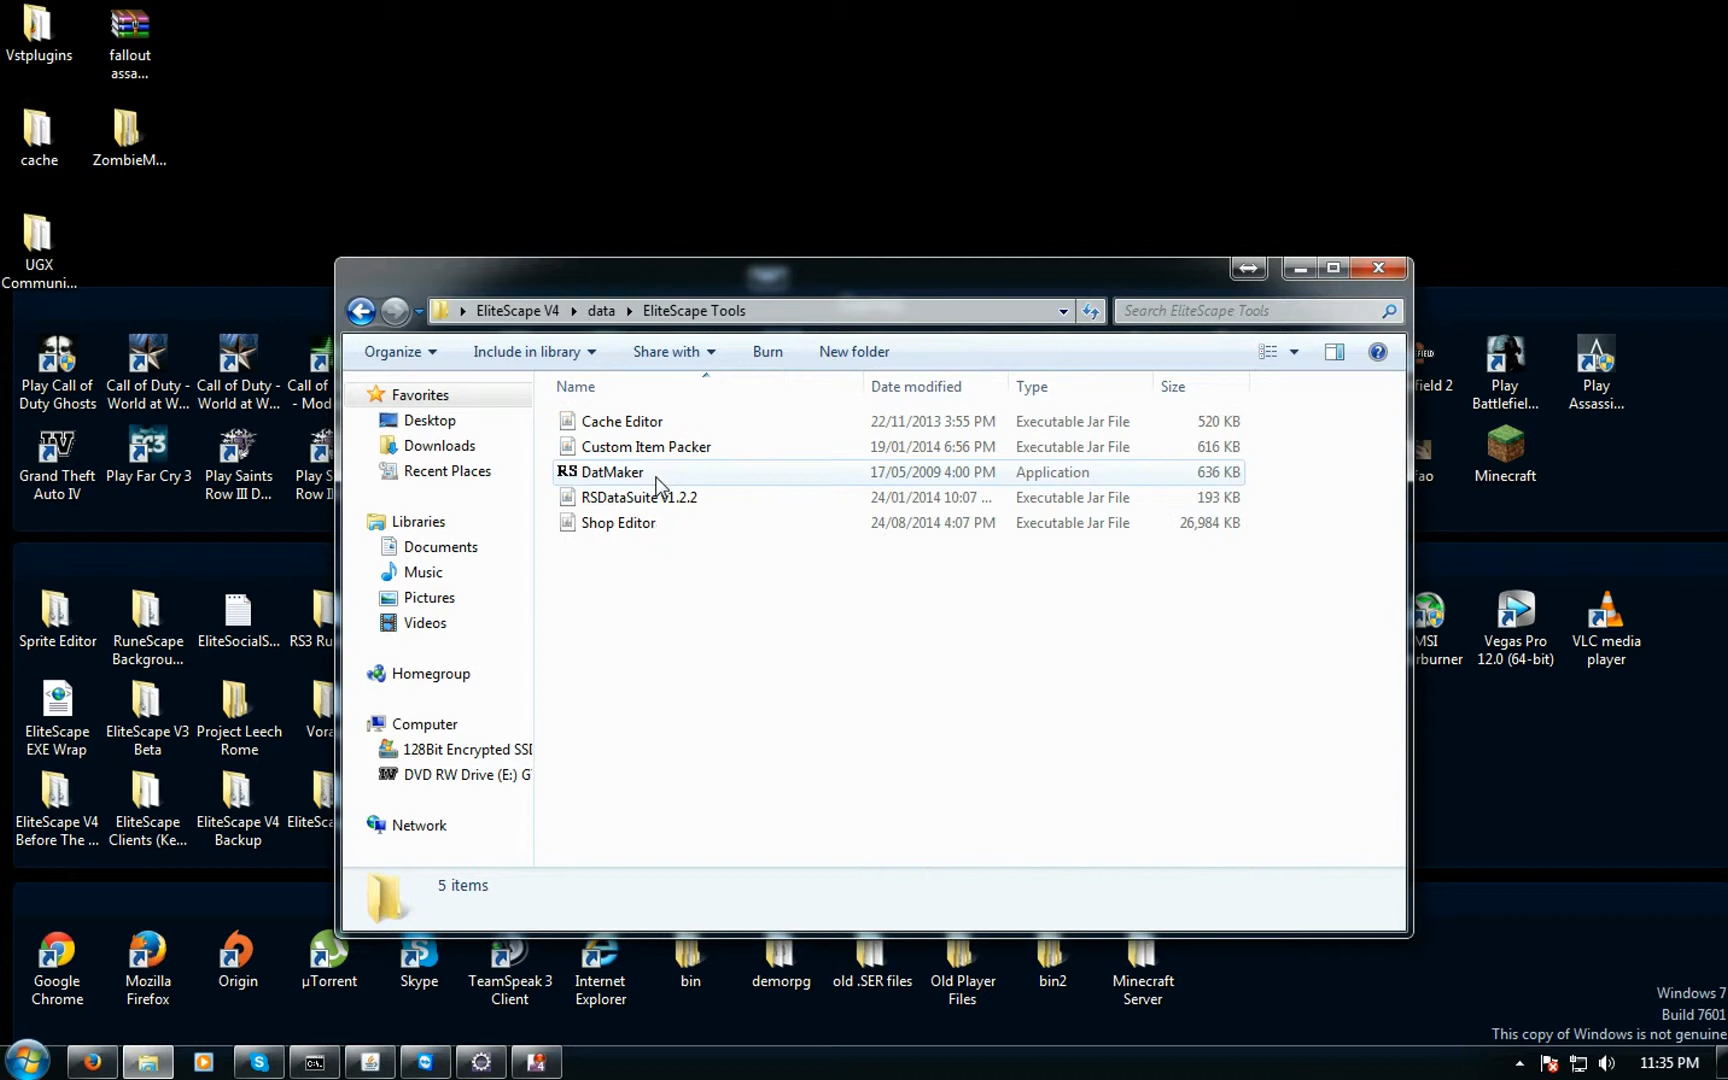 Vstplugins
fallout
assa...
cache
ZombieM...
UGX
Communi...
EliteScape V4 data EliteScape Tools
Search EliteScape Tools
Organize
Include in library
Share with
Burn
New folder
Name
Date modified
Type
Size
Favorites
Desktop
Downloads
Recent Places
Libraries
Documents
Music
Pictures
Videos
Homegroup
Computer
128Bit Encrypted SSD
DVD RW Drive (E:) G
Network
Cache Editor 22/11/2013 3:55 PM Executable Jar File 520 KB
Custom Item Packer 19/01/2014 6:56 PM Executable Jar File 616 KB
RS DatMaker 17/05/2009 4:00 PM Application 636 KB
RSDataSuite v1.2.2 24/01/2014 10:07 ... Executable Jar File 193 KB
Shop Editor 24/08/2014 4:07 PM Executable Jar File 26,984 KB
5 items
Play Call of
Duty Ghosts
Call of Duty -
World at W...
Call of Duty -
World at W...
Call of
- Mod
Grand Theft
Auto IV
Play Far Cry 3
Play Saints
Row III D...
Play S
Row II
field 2
Play
Battlefiel...
Play
Assassi...
fao
Minecraft
Sprite Editor
RuneScape
Backgrou...
EliteSocialS...
RS3 Ru
MSI
rburner
Vegas Pro
12.0 (64-bit)
VLC media
player
EliteScape
EXE Wrap
EliteScape V3
Beta
Project Leech
Rome
Vora
EliteScape V4
Before The ...
EliteScape
Clients (Ke...
EliteScape V4
Backup
EliteSca
Google
Chrome
Mozilla
Firefox
Origin
µTorrent
Skype
TeamSpeak 3
Client
Internet
Explorer
bin
demorpg
old .SER files
Old Player
Files
bin2
Minecraft
Server
Windows 7
Build 7601
This copy of Windows is not genuine
11:35 PM